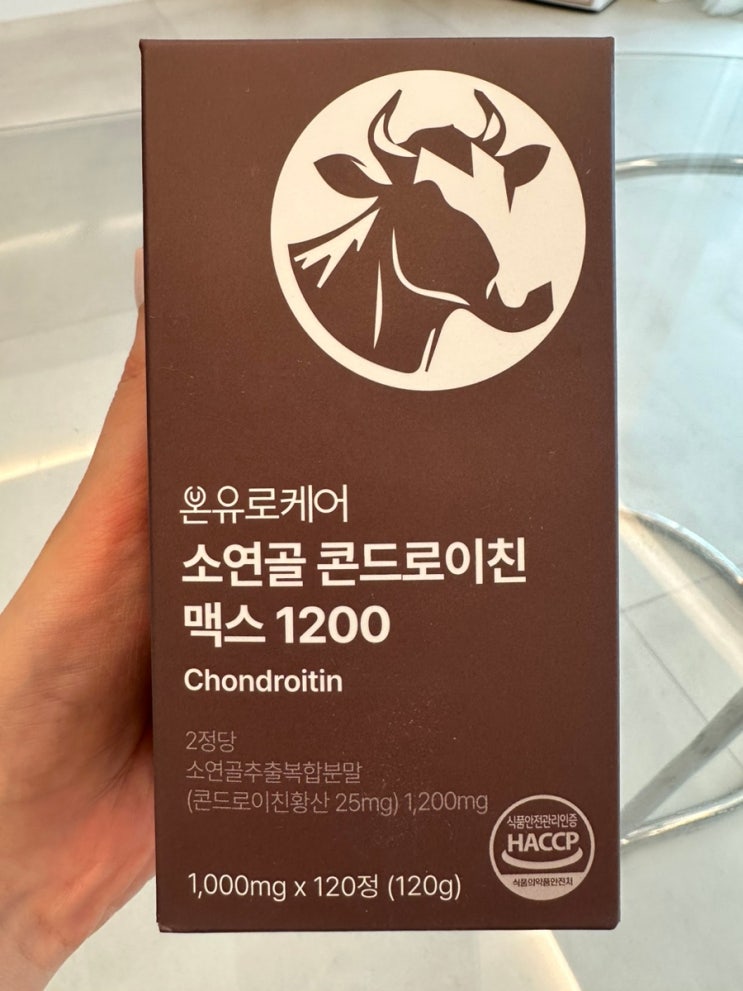 온유로케어
소연골 콘드로이친
맥스 1200
Chondroitin
2정당
소연골추출복합분말
(콘드로이친황산 25mg) 1,200mg
1,000mg x 120정 (120g)
식품안전관리인증
HACCP
식품의약품안전처